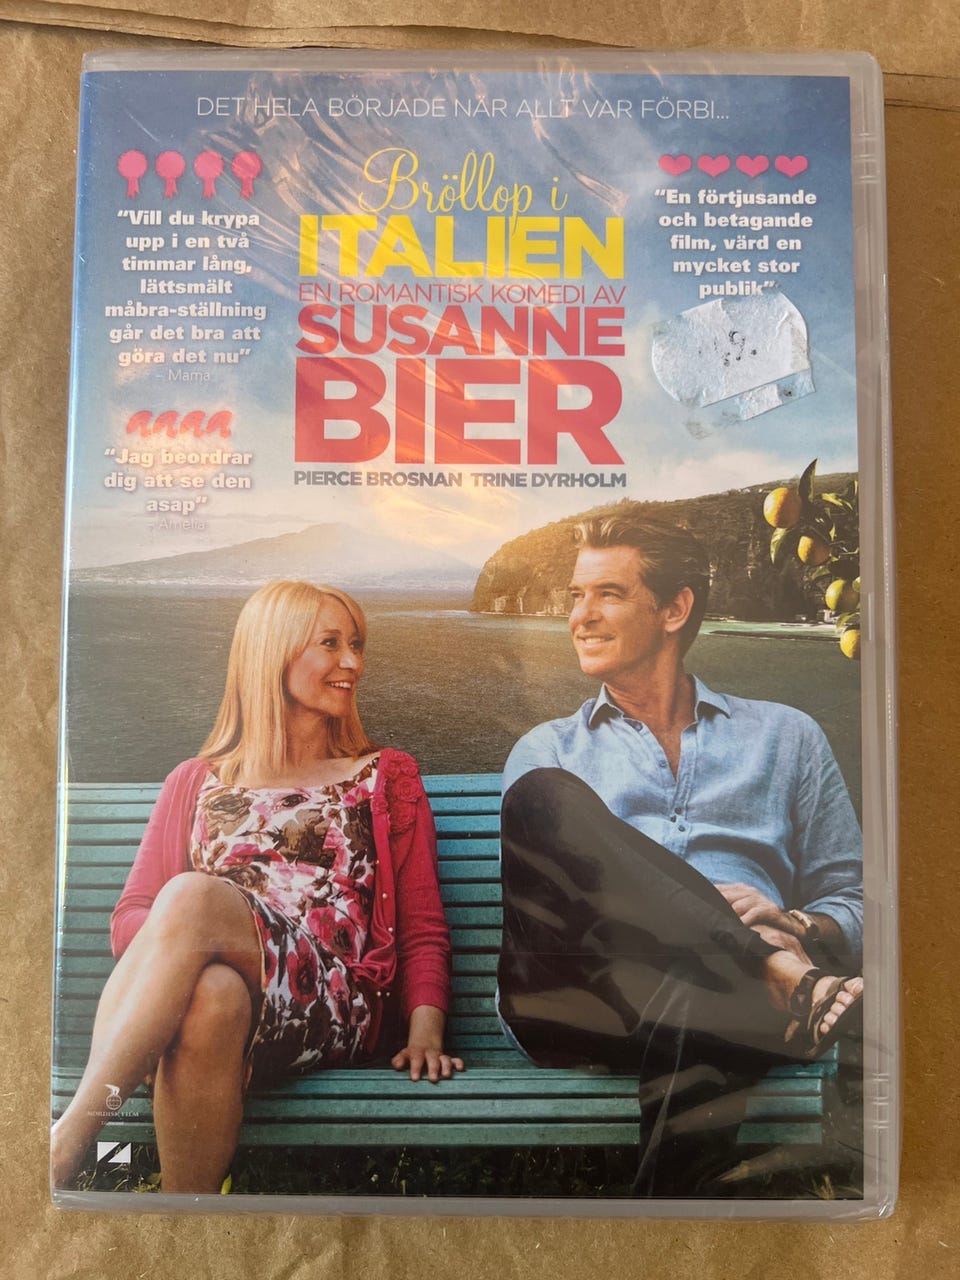 DET HELA BÖRJADE NÄR ALLT VAR FÖRBI...
Bröllop i
ITALIEN
EN ROMANTISK KOMEDI AV
SUSANNE
BIER
PIERCE BROSNAN TRINE DYRHOLM
“Vill du krypa
upp i en två
timmar lång,
lättsmält
måbra-ställning
går det bra att
göra det nu”
– Mama
“Jag beordrar
dig att se den
asap”
– Amelia
“En förtjusande
och betagande
film, värd en
mycket stor
publik”
NORDISK FILM